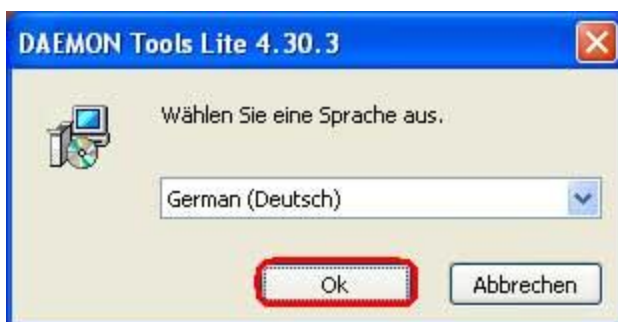 DAEMON Tools Lite 4.30.3
Wählen Sie eine Sprache aus.
German (Deutsch)
Ok
Abbrechen